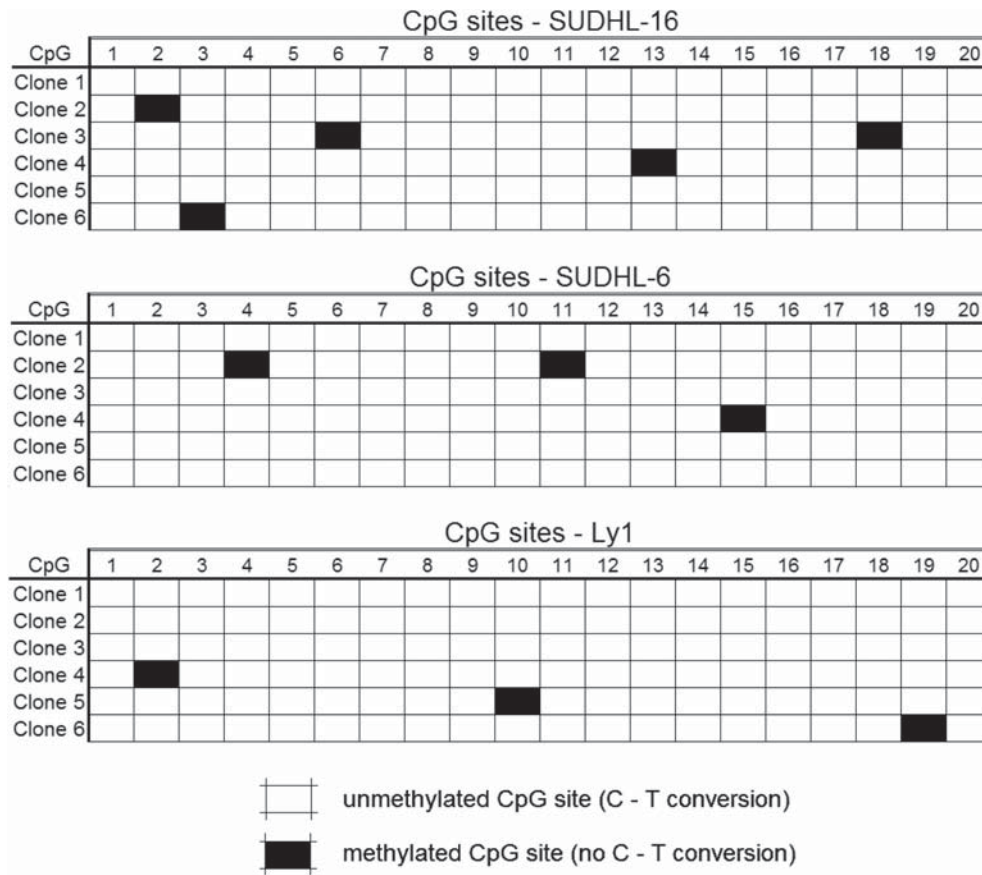 CpG sites - SUDHL-16
CpG 1 2 3 4 5 6 7 8 9 10 11 12 13 14 15 16 17 18 19 20
Clone 1
Clone 2
Clone 3
Clone 4
Clone 5
Clone 6
CpG sites - SUDHL-6
CpG 1 2 3 4 5 6 7 8 9 10 11 12 13 14 15 16 17 18 19 20
Clone 1
Clone 2
Clone 3
Clone 4
Clone 5
Clone 6
CpG sites - Ly1
CpG 1 2 3 4 5 6 7 8 9 10 11 12 13 14 15 16 17 18 19 20
Clone 1
Clone 2
Clone 3
Clone 4
Clone 5
Clone 6
unmethylated CpG site (C - T conversion)
methylated CpG site (no C - T conversion)